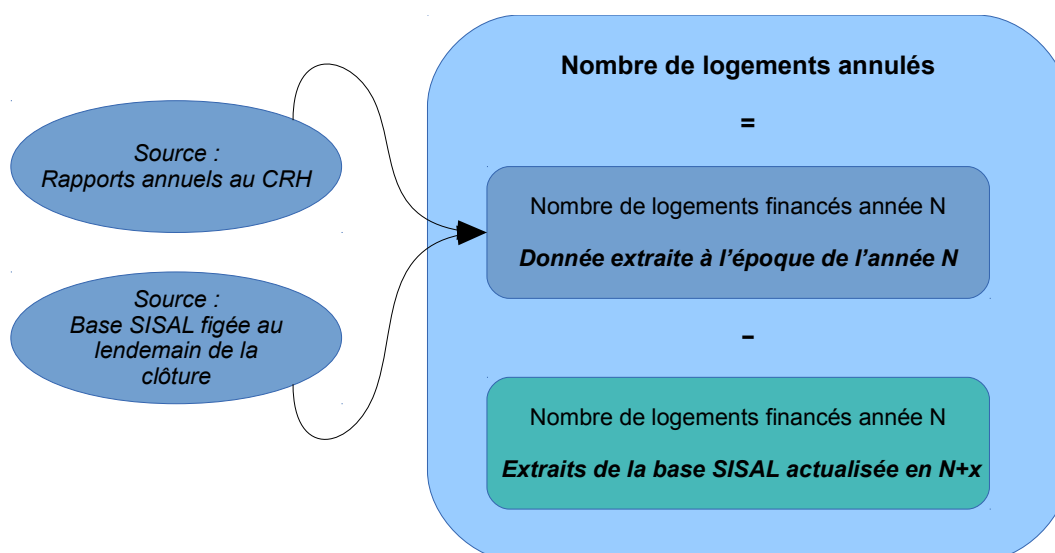 Nombre de logements annulés
=
Source :
Rapports annuels au CRH
Nombre de logements financés année N
Donnée extraite à l'époque de l'année N
Source :
Base SISAL figée au
lendemain de la
clôture
-
Nombre de logements financés année N
Extraits de la base SISAL actualisée en N+x